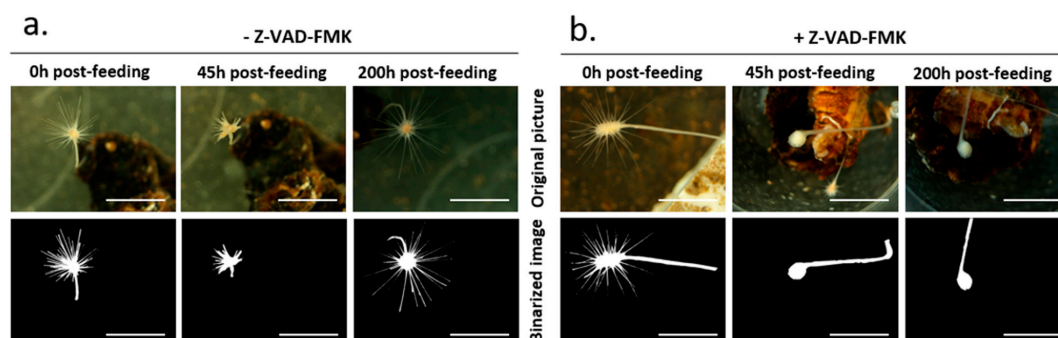 a.
- Z-VAD-FMK
0h post-feeding
45h post-feeding
200h post-feeding
Original picture
Binarized image
b.
+ Z-VAD-FMK
0h post-feeding
45h post-feeding
200h post-feeding